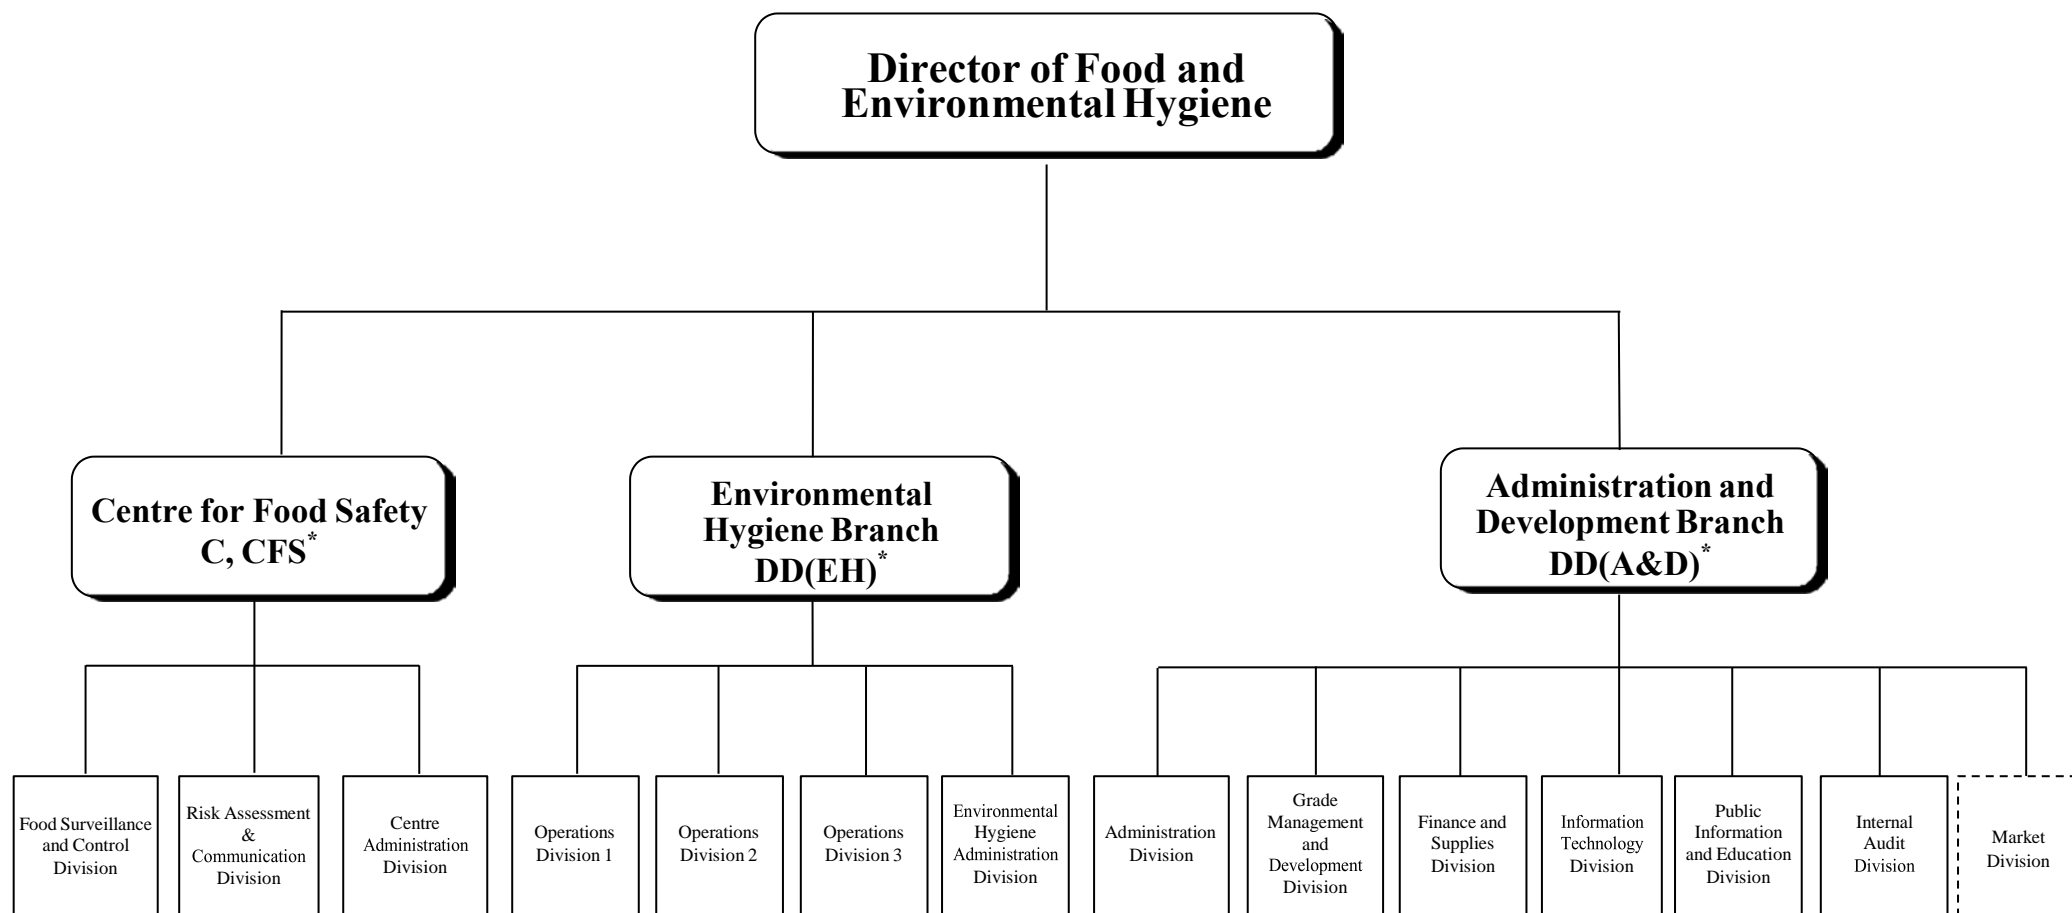 Director of Food and
Environmental Hygiene
Centre for Food Safety
C, CFS*
Environmental
Hygiene Branch
DD(EH)*
Administration and
Development Branch
DD(A&D)*
Food Surveillance
and Control
Division
Risk Assessment
&
Communication
Division
Centre
Administration
Division
Operations
Division 1
Operations
Division 2
Operations
Division 3
Environmental
Hygiene
Administration
Division
Administration
Division
Grade
Management
and
Development
Division
Finance and
Supplies
Division
Information
Technology
Division
Public
Information
and Education
Division
Internal
Audit
Division
Market
Division